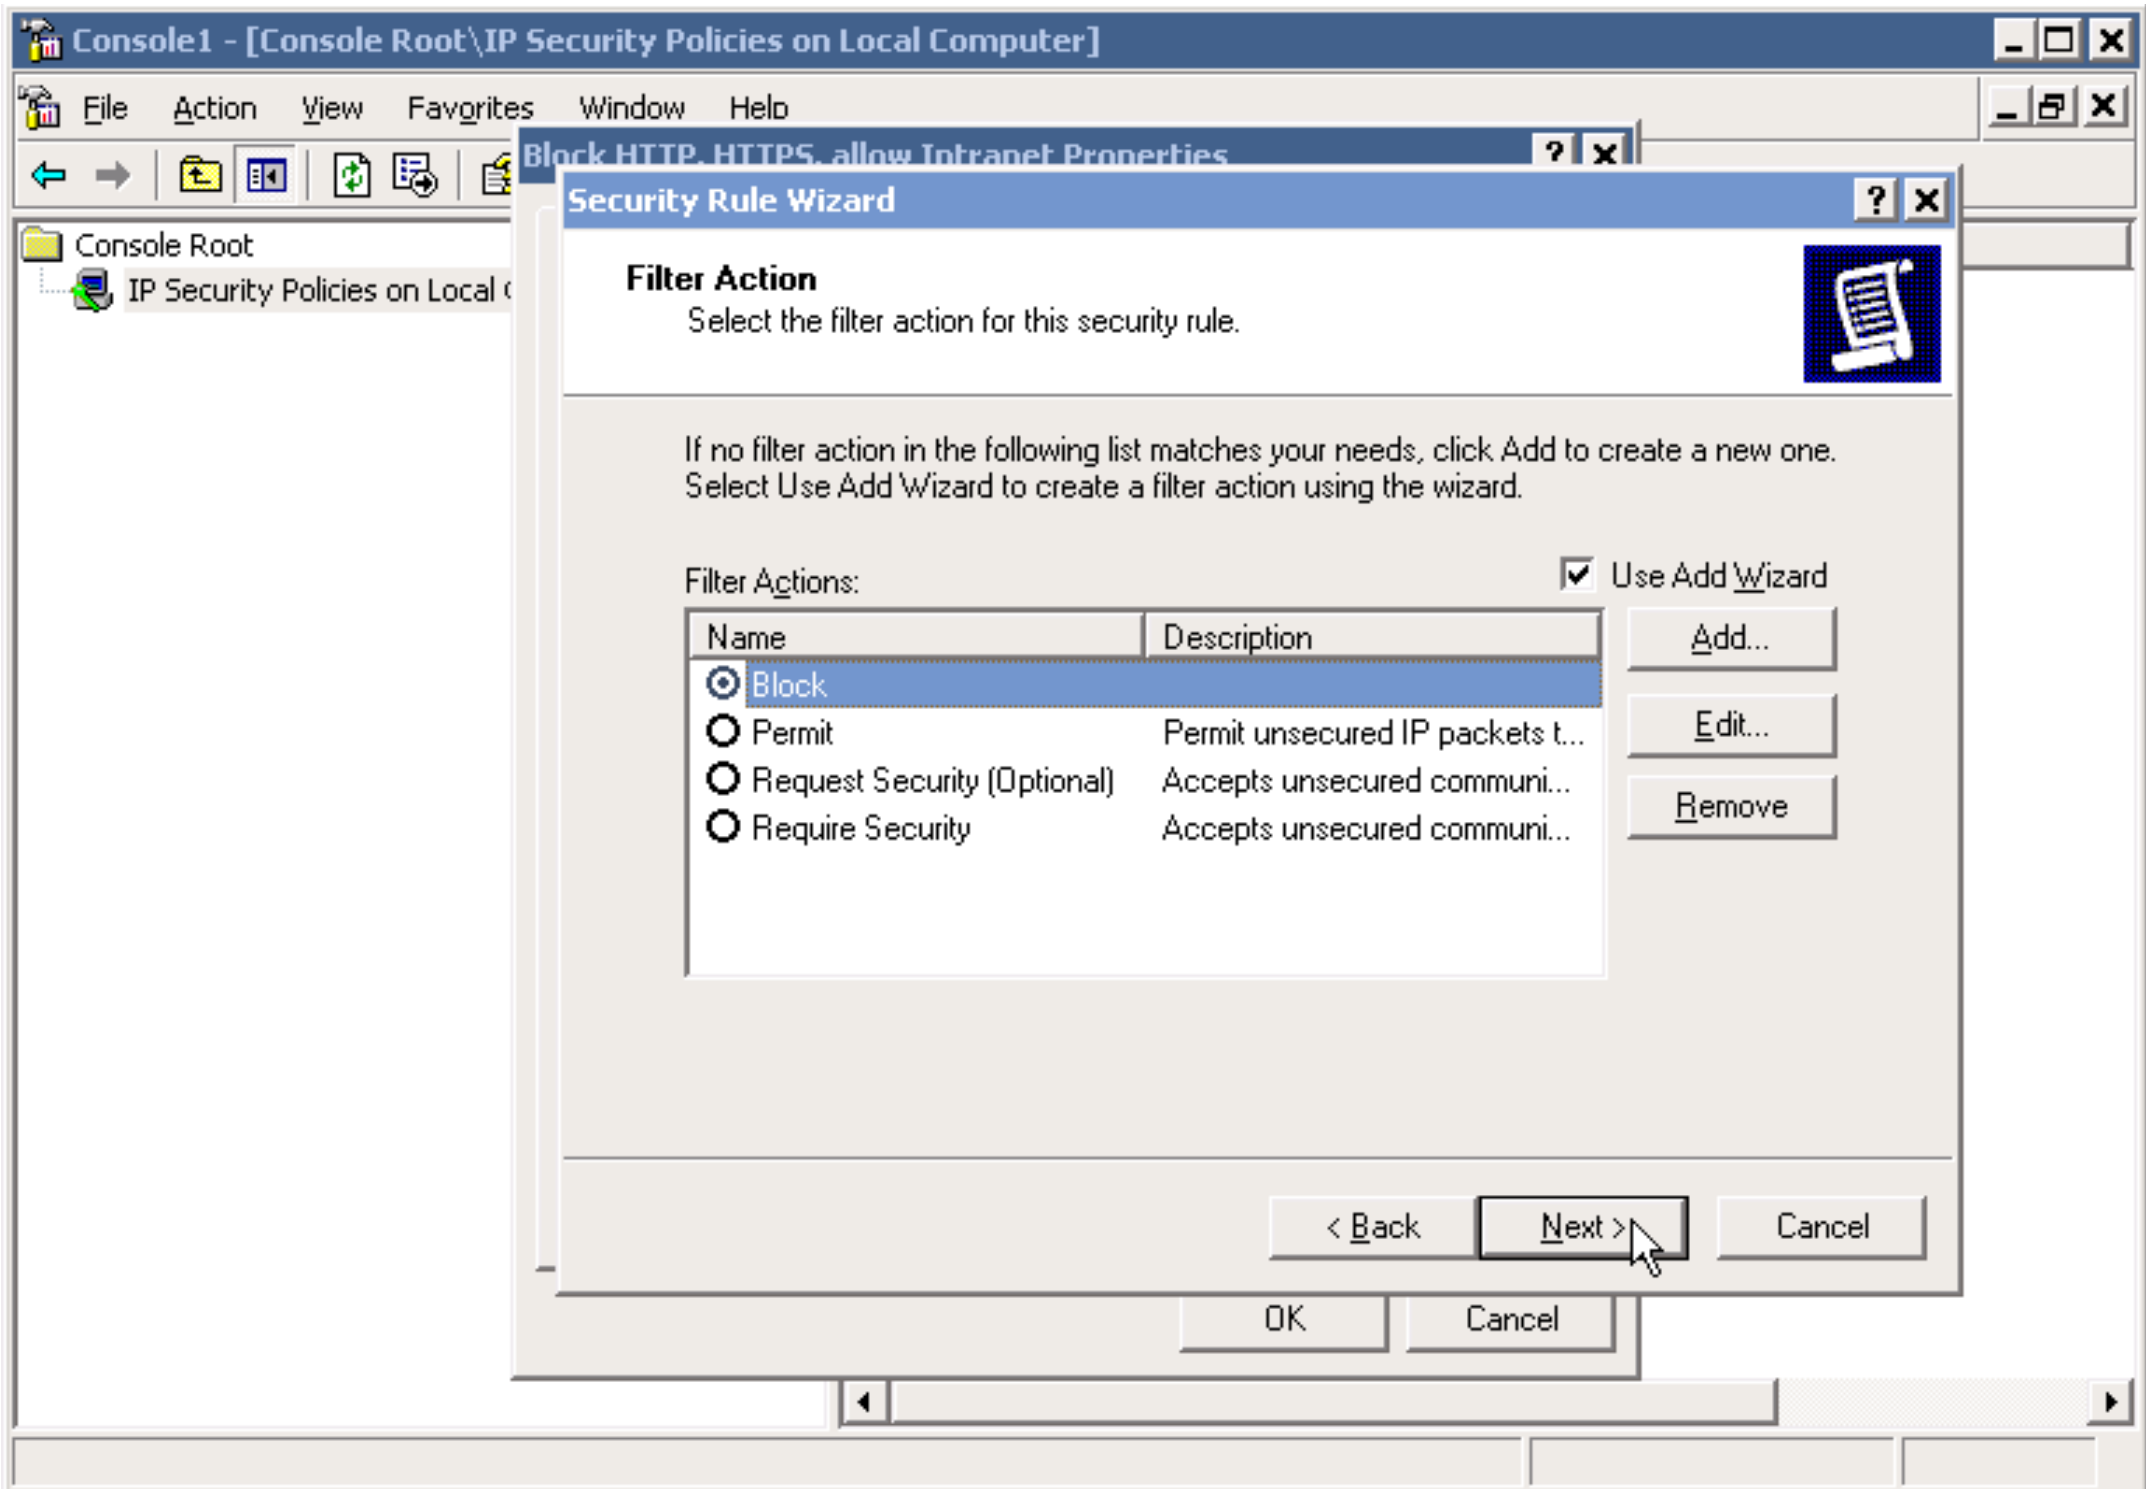 Console1 - [Console Root\IP Security Policies on Local Computer]
File Action View Favorites Window Help
Block HTTP, HTTPS, allow Intranet Properties
Security Rule Wizard
Console Root
IP Security Policies on Local
Filter Action
Select the filter action for this security rule.
If no filter action in the following list matches your needs, click Add to create a new one.
Select Use Add Wizard to create a filter action using the wizard.
Filter Actions:
Use Add Wizard
Name Description
Block
Permit Permit unsecured IP packets t...
Request Security (Optional) Accepts unsecured communi...
Require Security Accepts unsecured communi...
Add...
Edit...
Remove
< Back Next > Cancel
OK Cancel